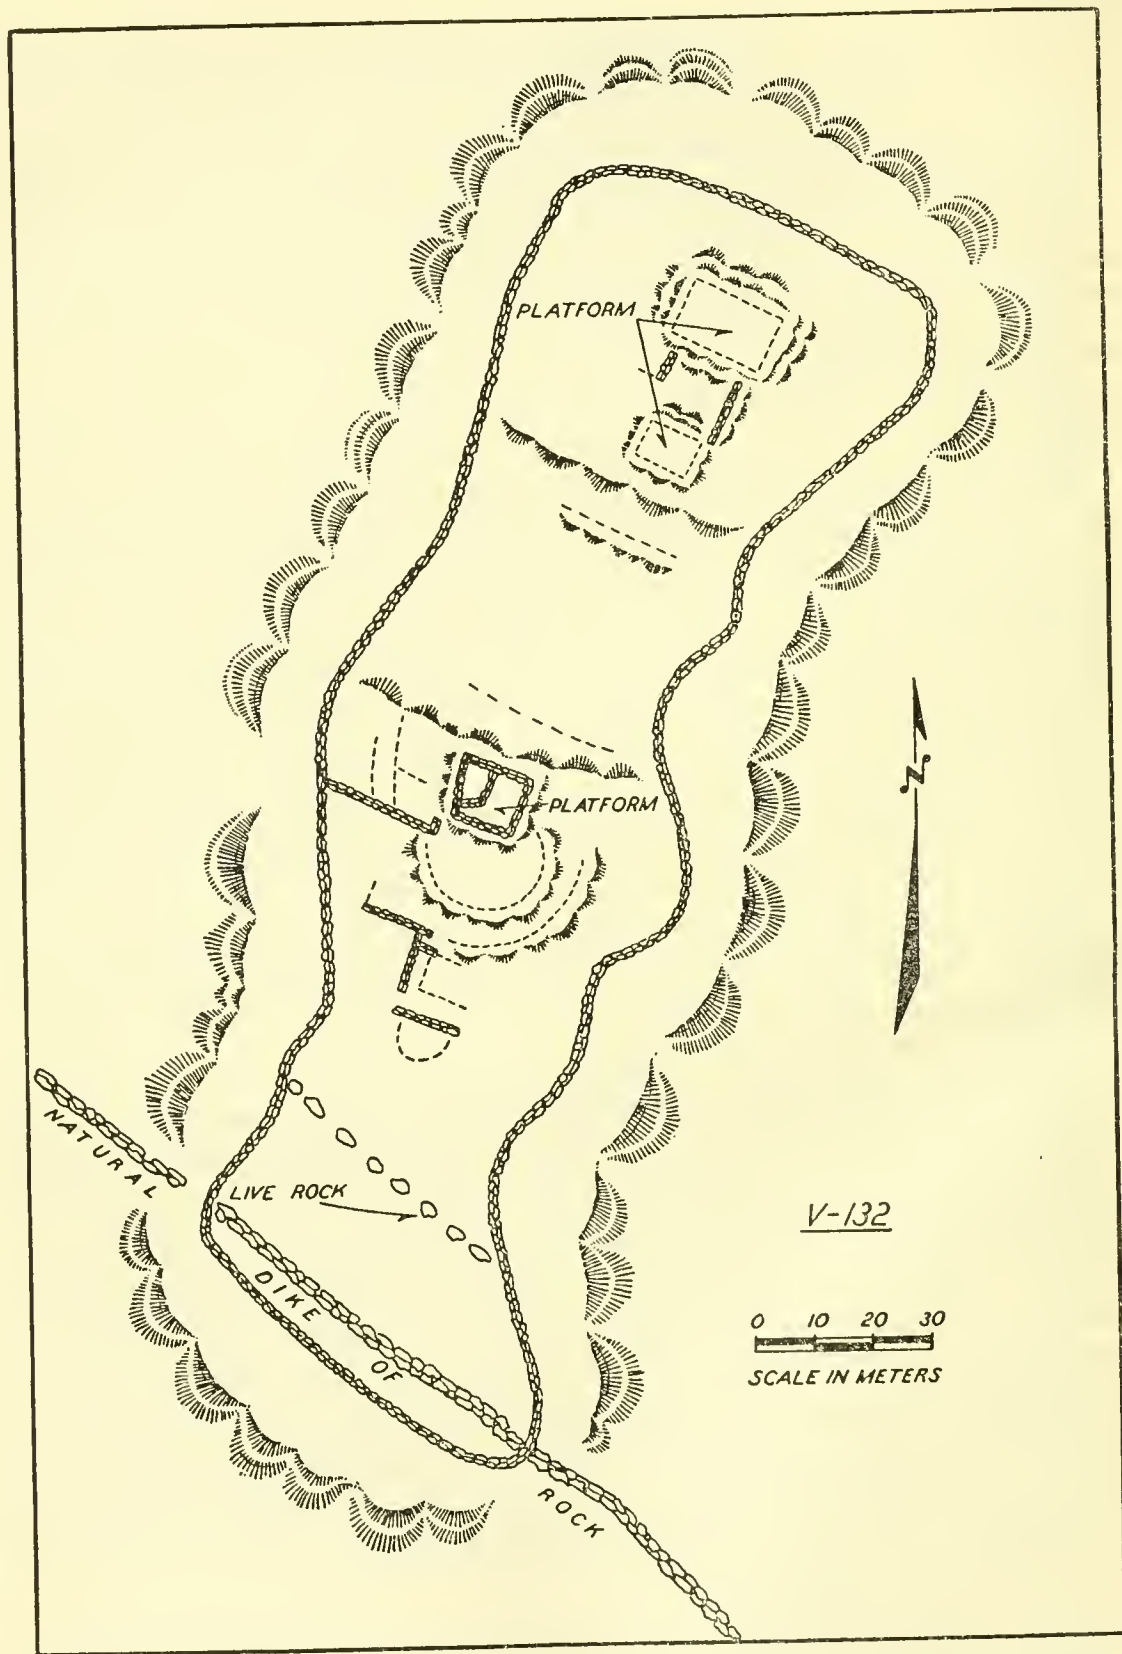 PLATFORM
PLATFORM
N
NATURAL
LIVE ROCK
DIKE
OF
ROCK
V-132
0 10 20 30
SCALE IN METERS